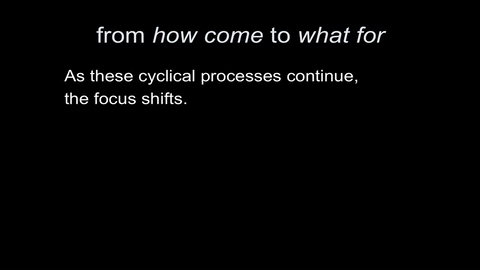 from how come to what for
As these cyclical processes continue,
the focus shifts.